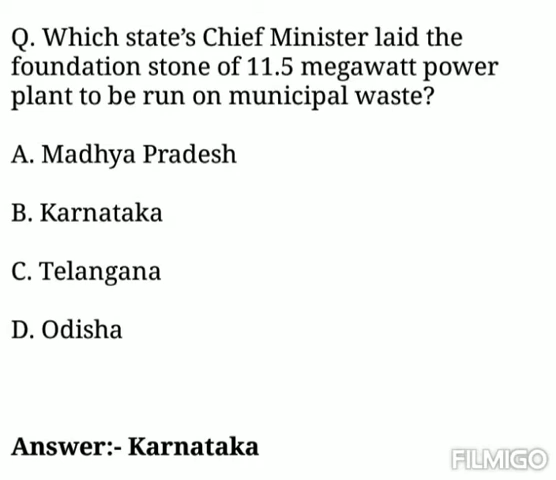 Q. Which state’s Chief Minister laid the
foundation stone of 11.5 megawatt power
plant to be run on municipal waste?
A. Madhya Pradesh
B. Karnataka
C. Telangana
D. Odisha
Answer:- Karnataka
FILMIGO